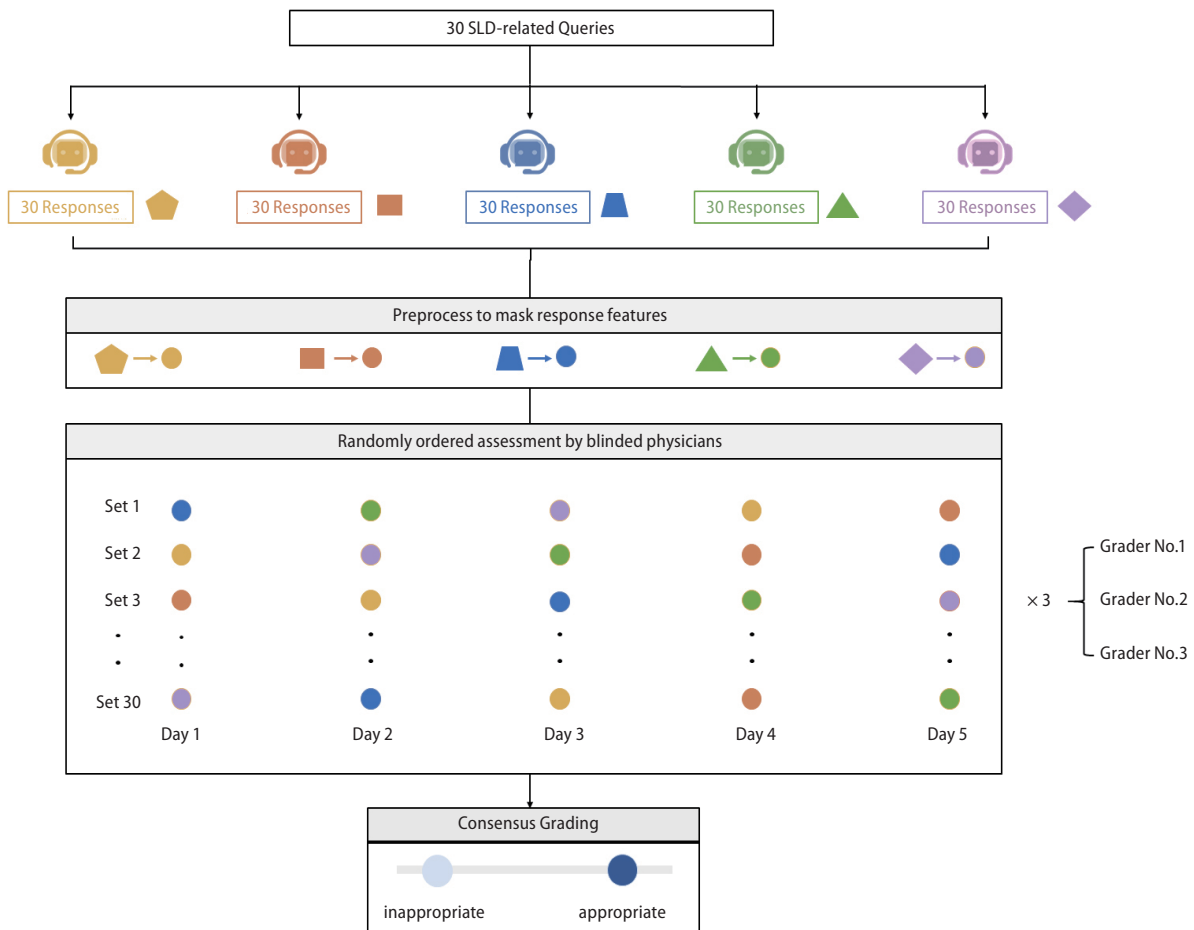 30 SLD-related Queries
30 Responses
30 Responses
30 Responses
30 Responses
30 Responses
Preprocess to mask response features
Randomly ordered assessment by blinded physicians
Set 1
Set 2
Set 3
Set 30
Day 1
Day 2
Day 3
Day 4
Day 5
× 3
Grader No.1
Grader No.2
Grader No.3
Consensus Grading
inappropriate
appropriate